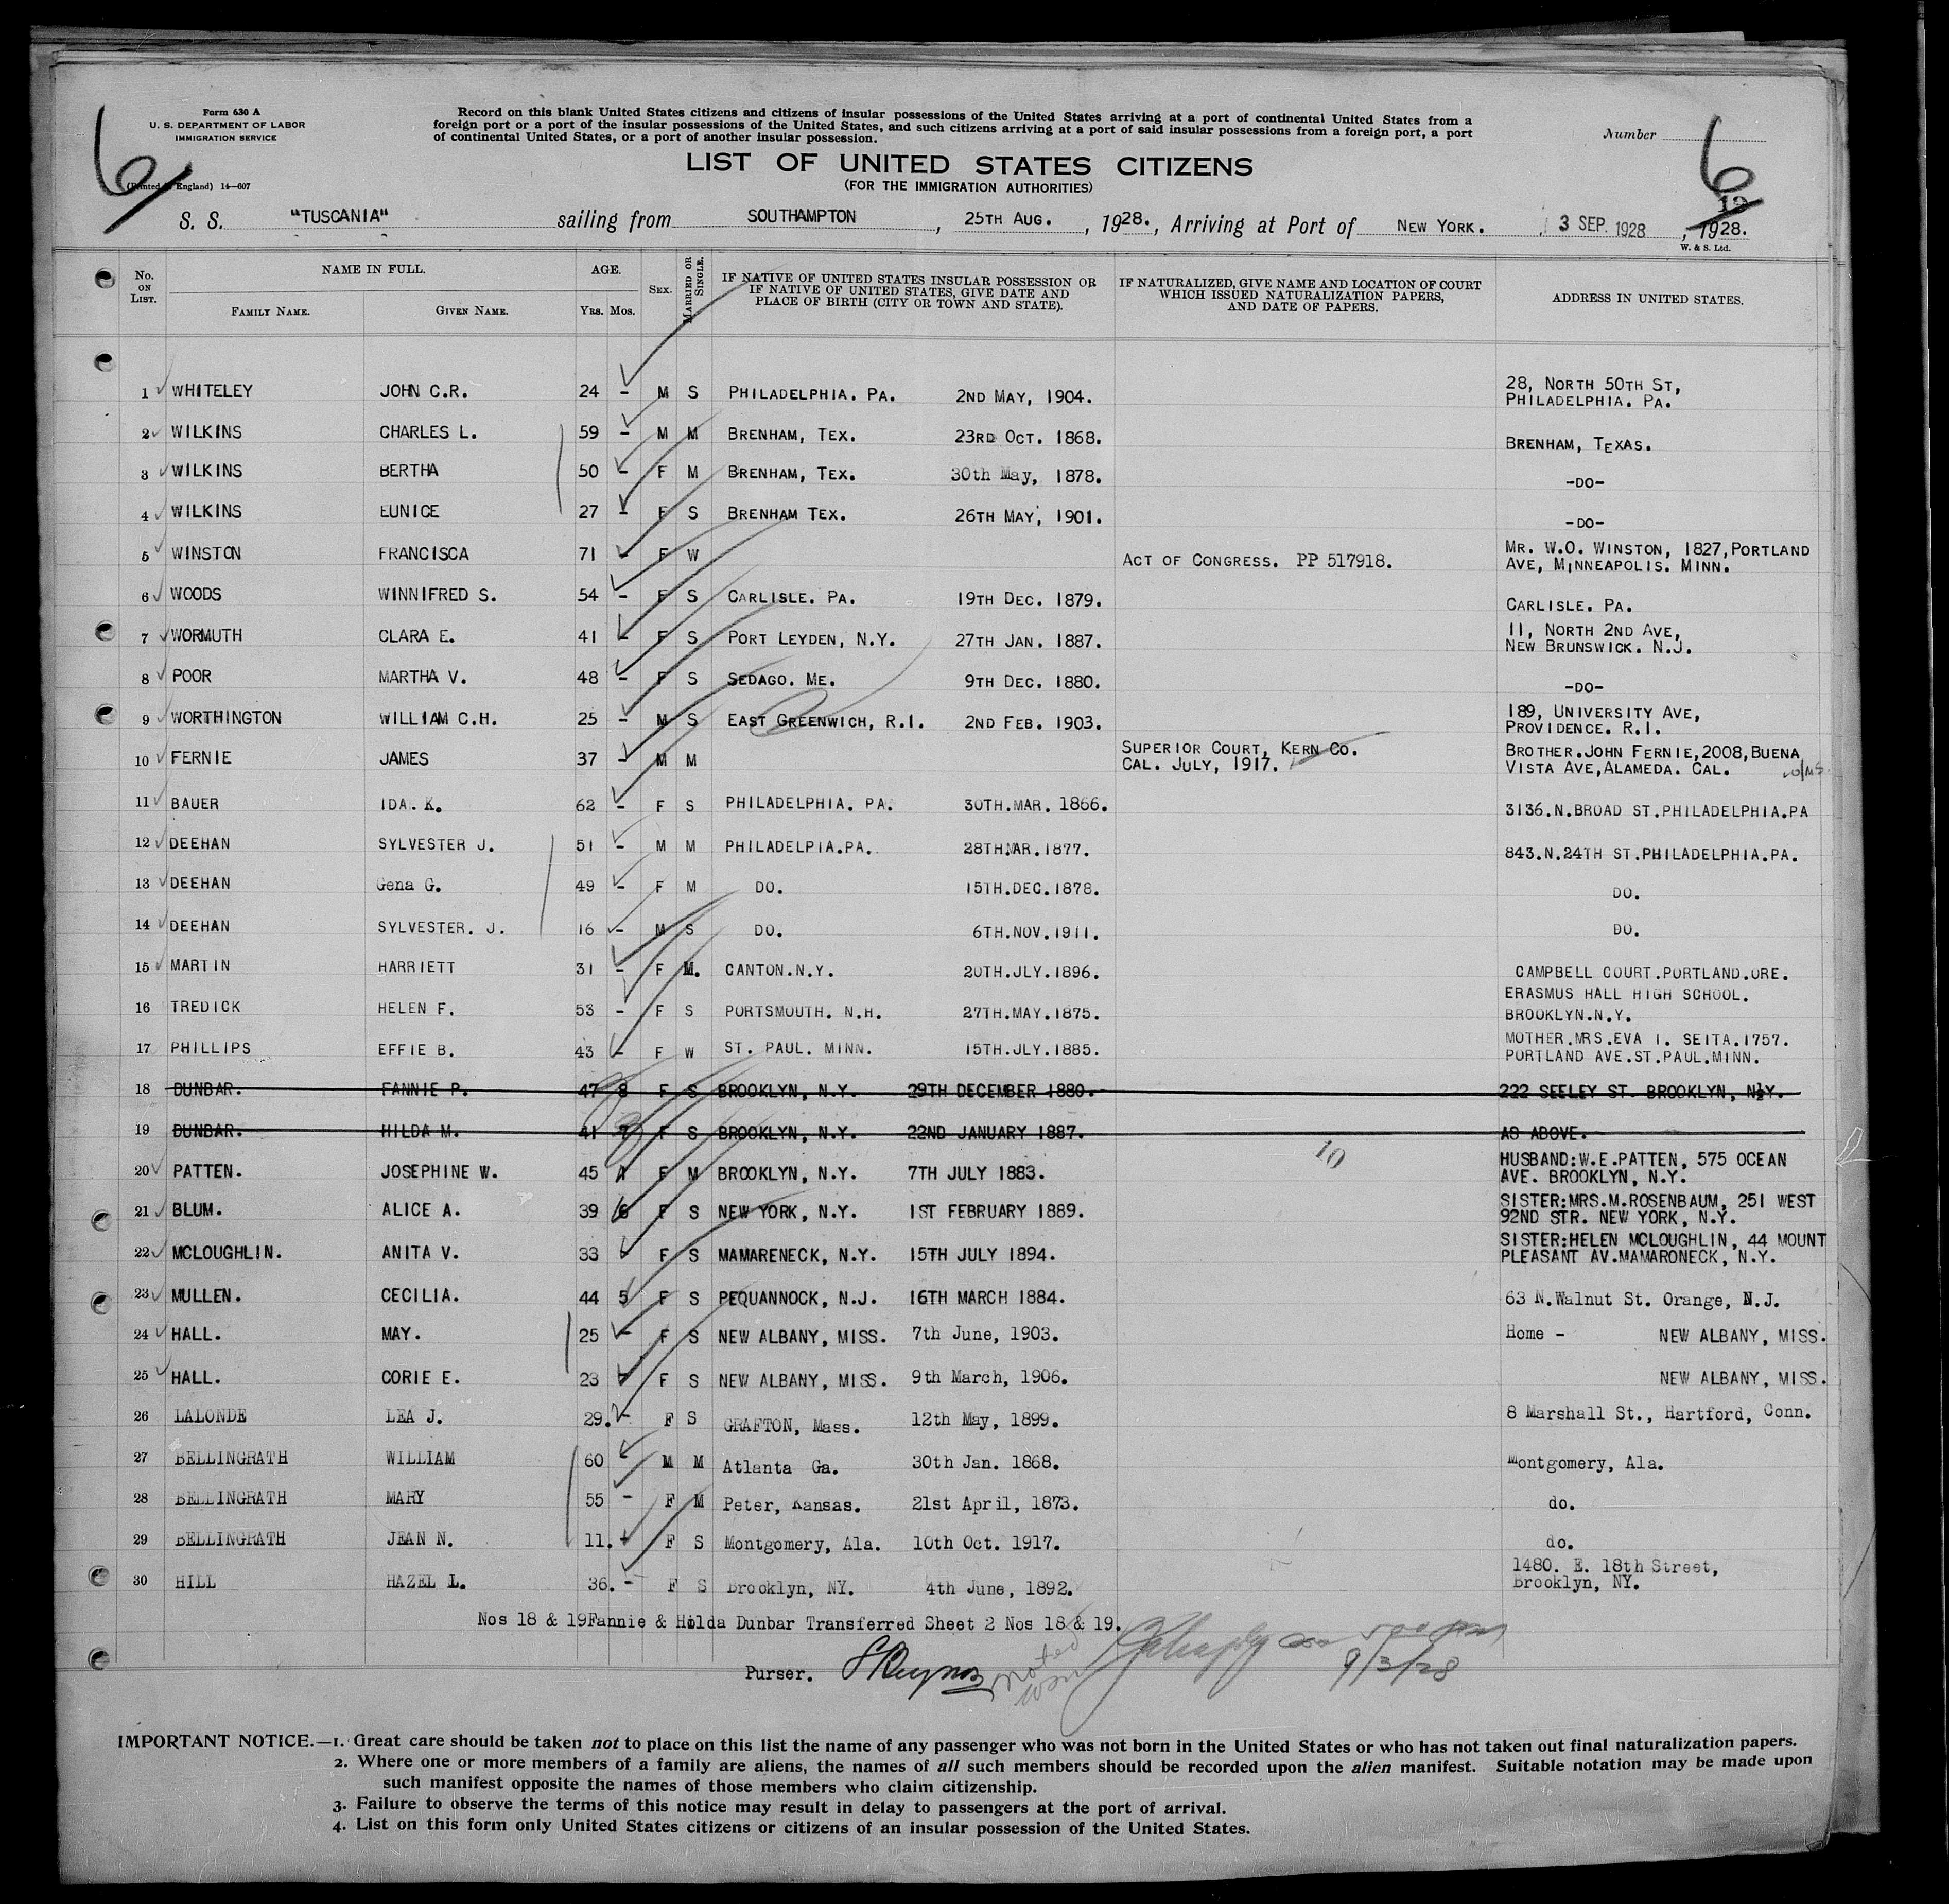 6
Form 630 A
U. S. DEPARTMENT OF LABOR
IMMIGRATION SERVICE
(Printed England) 14—607
Record on this blank United States citizens and citizens of insular possessions of the United States arriving at a port of continental United States from a
foreign port or a port of the insular possessions of the United States, and such citizens arriving at a port of said insular possessions from a foreign port, a port
of continental United States, or a port of another insular possession.
Number 6
LIST OF UNITED STATES CITIZENS
(FOR THE IMMIGRATION AUTHORITIES)
12
S. S. "TUSCANIA" sailing from SOUTHAMPTON, 25TH AUG., 1928., Arriving at Port of NEW YORK. 3 SEP. 1928, 1928.
W. & S. Ltd.
No. ON LIST. NAME IN FULL. AGE. SEX. MARRIED OR SINGLE. IF NATIVE OF UNITED STATES INSULAR POSSESSION OR IF NATIVE OF UNITED STATES, GIVE DATE AND PLACE OF BIRTH (CITY OR TOWN AND STATE). IF NATURALIZED, GIVE NAME AND LOCATION OF COURT WHICH ISSUED NATURALIZATION PAPERS, AND DATE OF PAPERS. ADDRESS IN UNITED STATES.
FAMILY NAME. GIVEN NAME. YRS. MOS.
1 WHITELEY JOHN C.R. 24 - M S PHILADELPHIA. PA. 2ND MAY, 1904. 28, NORTH 50TH ST, PHILADELPHIA. PA.
2 WILKINS CHARLES L. 59 - M M BRENHAM, TEX. 23RD OCT. 1868. BRENHAM, TEXAS.
3 WILKINS BERTHA 50 - F M BRENHAM, TEX. 30th May, 1878. -DO-
4 WILKINS EUNICE 27 - F S BRENHAM TEX. 26TH MAY, 1901. -DO-
5 WINSTON FRANCISCA 71 - F W ACT OF CONGRESS. PP 517918. MR. W.O. WINSTON, 1827, PORTLAND AVE, MINNEAPOLIS. MINN.
6 WOODS WINNIFRED S. 54 - F S CARLISLE. PA. 19TH DEC. 1879. CARLISLE. PA.
7 WORMUTH CLARA E. 41 - F S PORT LEYDEN, N.Y. 27TH JAN. 1887. 11, NORTH 2ND AVE, NEW BRUNSWICK. N.J.
8 POOR MARTHA V. 48 - F S SEDAGO. ME. 9TH DEC. 1880. -DO-
9 WORTHINGTON WILLIAM C.H. 25 - M S EAST GREENWICH, R.I. 2ND FEB. 1903. 189, UNIVERSITY AVE, PROVIDENCE. R.I.
10 FERNIE JAMES 37 - M M SUPERIOR COURT, KERN CO. CAL. JULY, 1917. BROTHER.JOHN FERNIE,2008,BUENA VISTA AVE,ALAMEDA. CAL.
11 BAUER IDA. K. 62 - F S PHILADELPHIA. PA. 30TH.MAR. 1866. 3136.N.BROAD ST.PHILADELPHIA.PA
12 DEEHAN SYLVESTER J. 51 - M M PHILADELPIA.PA. 28TH.MAR.1877. 843.N.24TH ST.PHILADELPHIA.PA.
13 DEEHAN Gena G. 49 - F M DO. 15TH.DEC.1878. DO.
14 DEEHAN SYLVESTER. J. 16 - M S DO. 6TH.NOV.1911. DO.
15 MARTIN HARRIETT 31 - F M. CANTON.N.Y. 20TH.JLY.1896. CAMPBELL COURT.PORTLAND.ORE.
16 TREDICK HELEN F. 53 - F S PORTSMOUTH. N.H. 27TH.MAY.1875. ERASMUS HALL HIGH SCHOOL. BROOKLYN.N.Y.
17 PHILLIPS EFFIE B. 43 - F W ST. PAUL. MINN. 15TH.JLY.1885. MOTHER.MRS.EVA I. SEITA.1757. PORTLAND AVE.ST.PAUL.MINN.
18 DUNBAR. FANNIE P. 47 8 F S BROOKLYN, N.Y. 29TH DECEMBER 1880. 222 SEELEY ST. BROOKLYN, N.Y.
19 DUNBAR. HILDA M. 41 7 F S BROOKLYN, N.Y. 22ND JANUARY 1887. AS ABOVE.
10
20 PATTEN. JOSEPHINE W. 45 1 F M BROOKLYN, N.Y. 7TH JULY 1883. HUSBAND:W.E.PATTEN, 575 OCEAN AVE. BROOKLYN, N.Y.
21 BLUM. ALICE A. 39 6 F S NEW YORK, N.Y. 1ST FEBRUARY 1889. SISTER:MRS.M.ROSENBAUM, 251 WEST 92ND STR. NEW YORK, N.Y.
22 MCLOUGHLIN. ANITA V. 33 - F S MAMARENECK, N.Y. 15TH JULY 1894. SISTER:HELEN MCLOUGHLIN, 44 MOUNT PLEASANT AV.MAMARONECK, N.Y.
23 MULLEN. CECILIA. 44 5 F S PEQUANNOCK, N.J. 16TH MARCH 1884. 63 N.Walnut St. Orange, N.J.
24 HALL. MAY. 25 - F S NEW ALBANY, MISS. 7th June, 1903. Home - NEW ALBANY, MISS.
25 HALL. CORIE E. 23 - F S NEW ALBANY, MISS. 9th March, 1906. NEW ALBANY, MISS.
26 LALONDE LEA J. 29. - F S GRAFTON, Mass. 12th May, 1899. 8 Marshall St., Hartford, Conn.
27 BELLINGRATH WILLIAM 60 M M Atlanta Ga. 30th Jan. 1868. Montgomery, Ala.
28 BELLINGRATH MARY 55 - F M Peter, Kansas. 21st April, 1873. do.
29 BELLINGRATH JEAN N. 11. - F S Montgomery, Ala. 10th Oct. 1917. do.
30 HILL HAZEL L. 36. - F S Brooklyn, NY. 4th June, 1892. 1480. E. 18th Street, Brooklyn, NY.
Nos 18 & 19Fannie & Hilda Dunbar Transferred Sheet 2 Nos 18 & 19.
Purser. noted
9/3/28
IMPORTANT NOTICE.—1. Great care should be taken not to place on this list the name of any passenger who was not born in the United States or who has not taken out final naturalization papers.
2. Where one or more members of a family are aliens, the names of all such members should be recorded upon the alien manifest. Suitable notation may be made upon
such manifest opposite the names of those members who claim citizenship.
3. Failure to observe the terms of this notice may result in delay to passengers at the port of arrival.
4. List on this form only United States citizens or citizens of an insular possession of the United States.